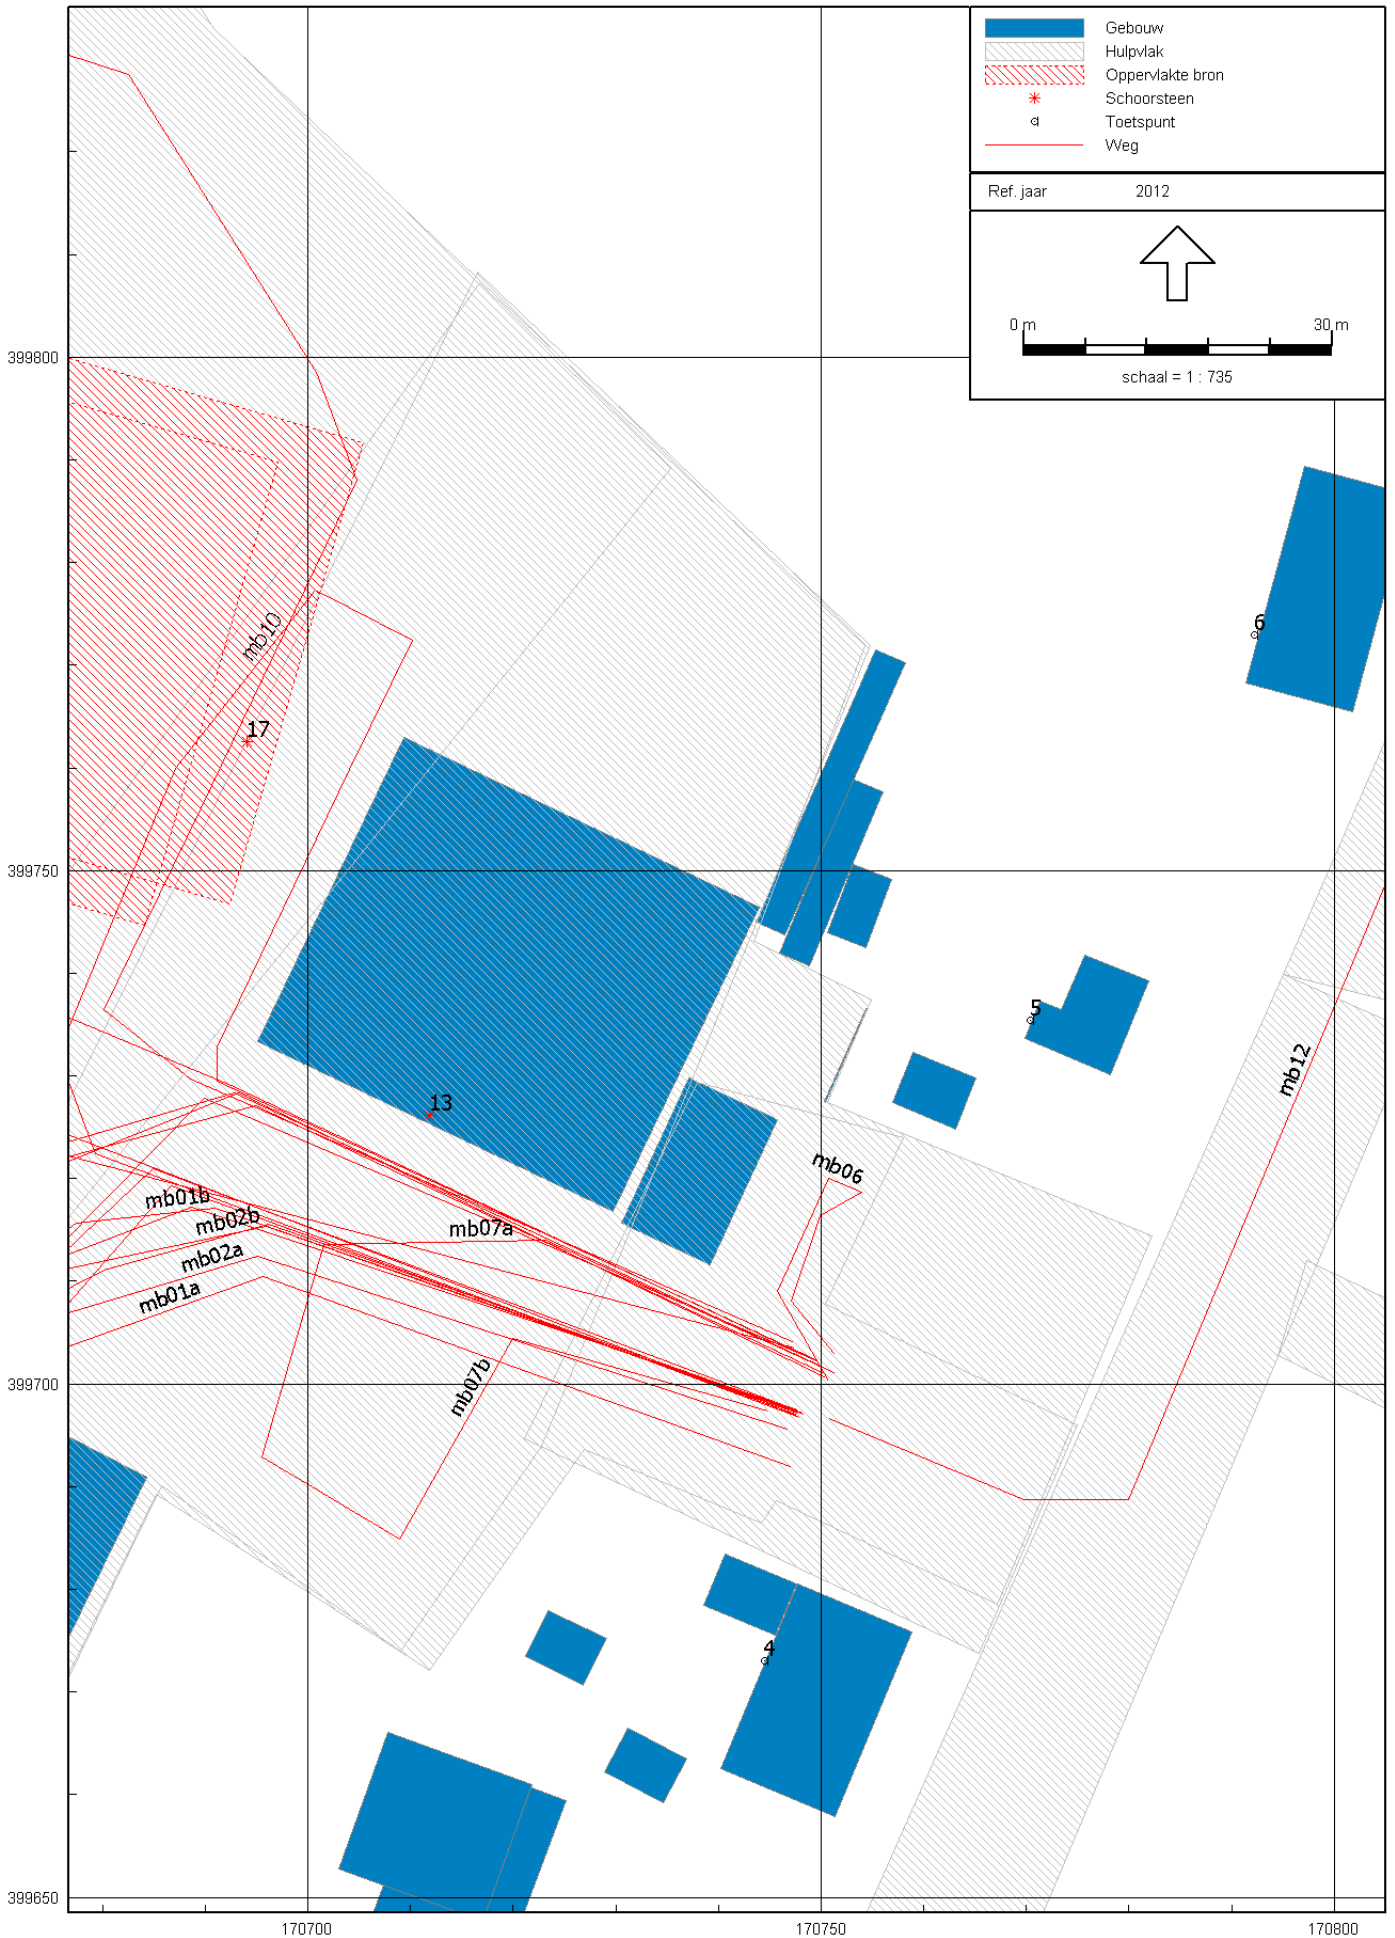 Gebouw
Hulpvlak
Oppervlakte bron
Schoorsteen
Toetspunt
Weg
Ref. jaar 2012
0 m 30 m
schaal = 1 : 735
399800
6
mb10
17
399750
5
mb12
13
mb06
mb01b
mb02b
mb07a
mb02a
mb01a
mb07b
399700
4
399650
170700 170750 170800